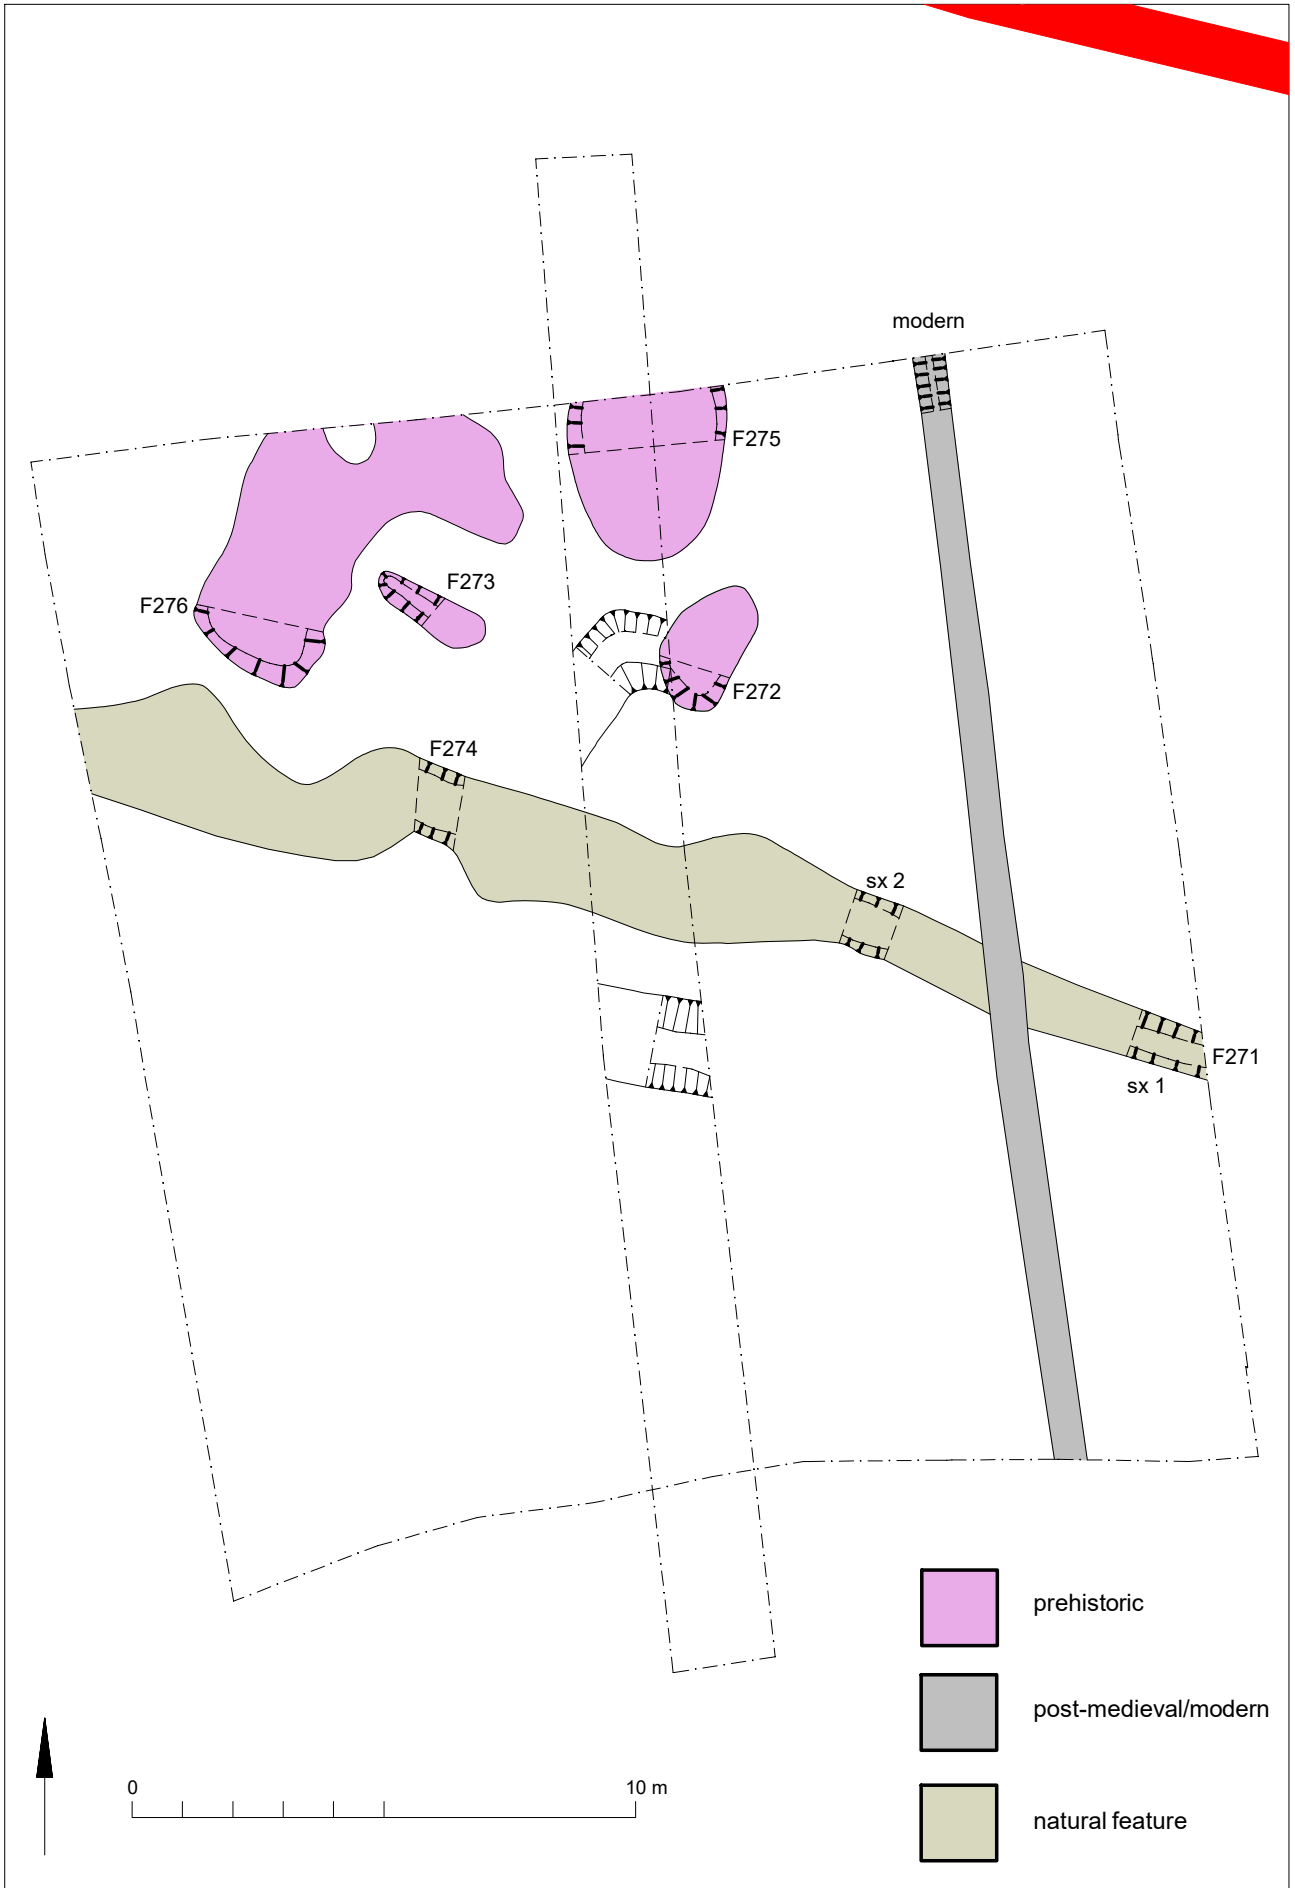 modern
F275
F273
F276
F272
F274
sx 2
F271
sx 1
prehistoric
post-medieval/modern
0 10 m
natural feature